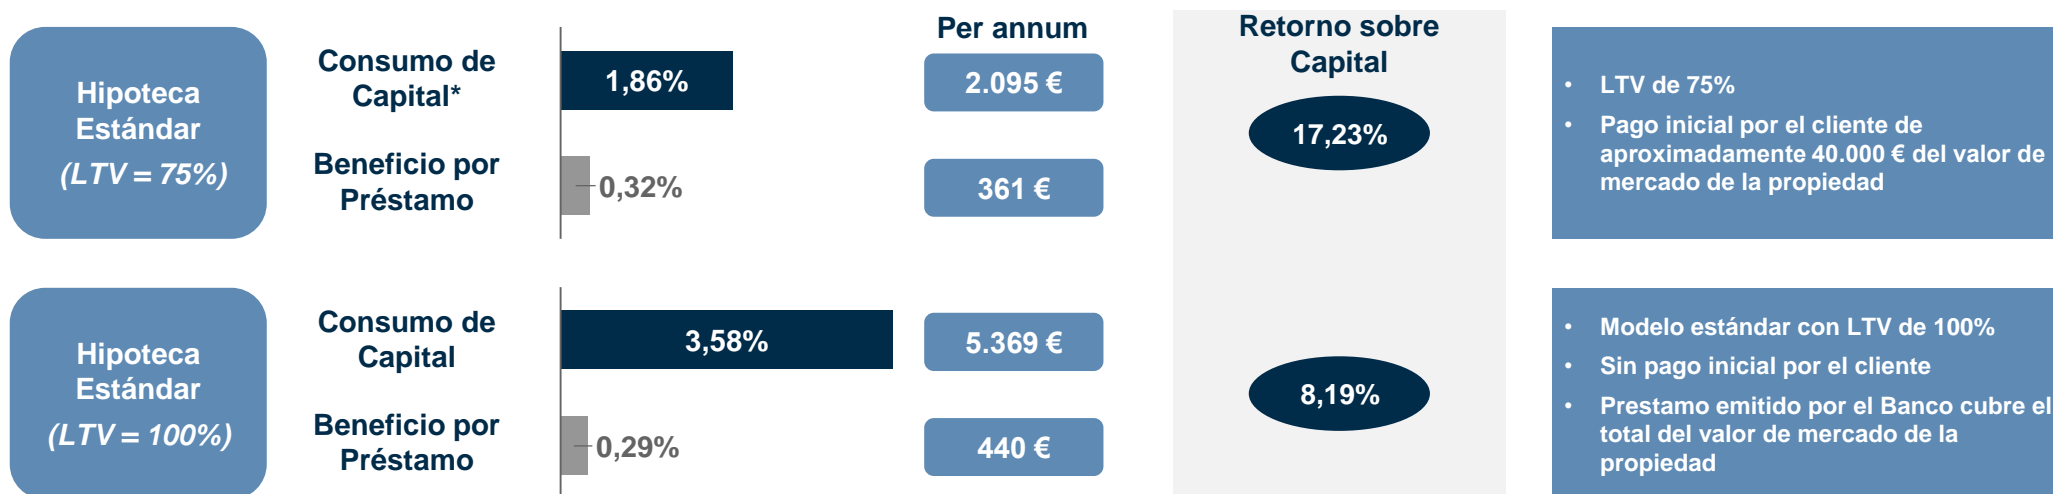 Per annum
Retorno sobre
Capital
Hipoteca
Estándar
(LTV = 75%)
Consumo de
Capital*
1,86%
2.095 €
Beneficio por
Préstamo
0,32%
361 €
17,23%
• LTV de 75%
• Pago inicial por el cliente de
aproximadamente 40.000 € del valor de
mercado de la propiedad
Hipoteca
Estándar
(LTV = 100%)
Consumo de
Capital
3,58%
5.369 €
Beneficio por
Préstamo
0,29%
440 €
8,19%
• Modelo estándar con LTV de 100%
• Sin pago inicial por el cliente
• Prestamo emitido por el Banco cubre el
total del valor de mercado de la
propiedad